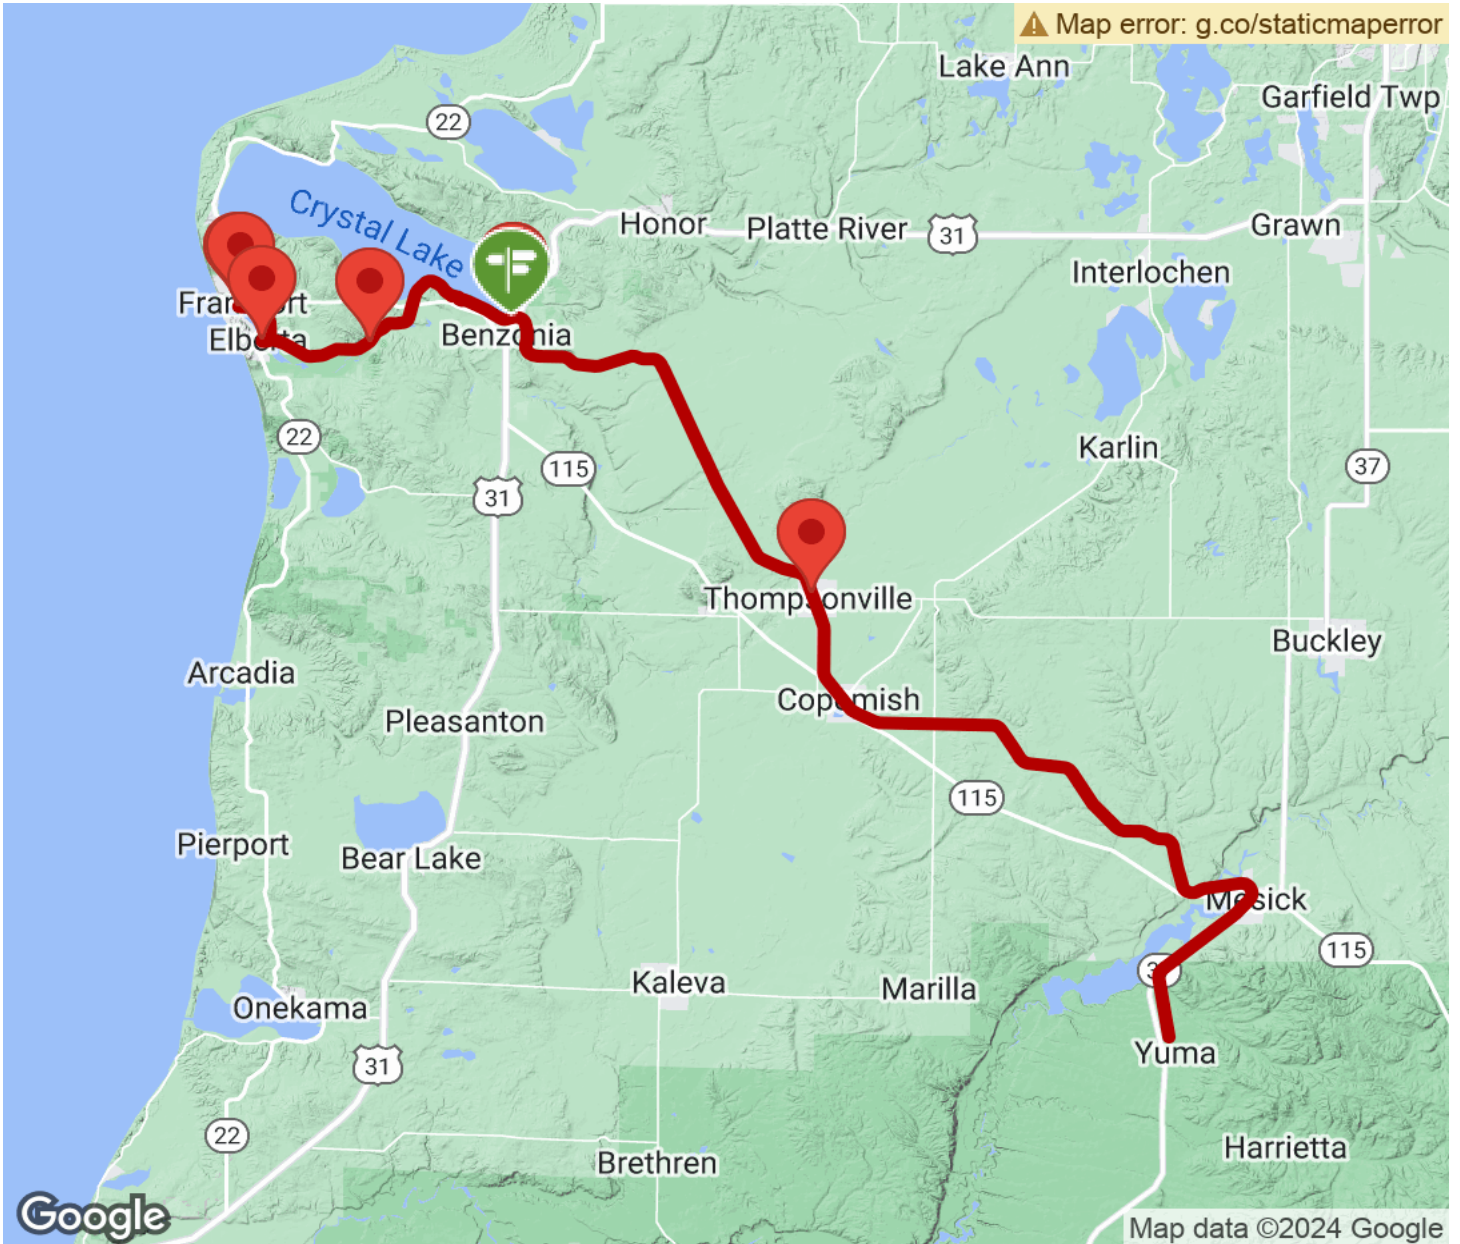 Map error: g.co/staticmaperror
Lake Ann
Garfield Twp
22
Crystal Lake
Honor
Platte River
31
Grawn
Interlochen
Frankfort
Elberta
Benzonia
22
115
31
Karlin
37
Thompsonville
Buckley
Arcadia
Copemish
Pleasanton
115
Pierport
Bear Lake
Mesick
115
Kaleva
Marilla
Onekama
31
Yuma
22
Brethren
Harrietta
Google
Map data ©2024 Google